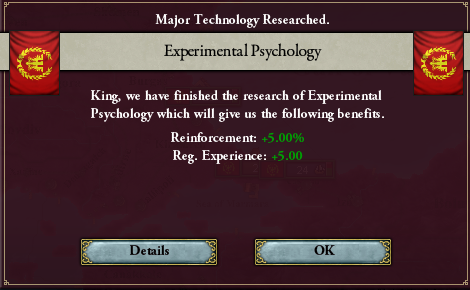 Major Technology Researched.
Experimental Psychology
King, we have finished the research of Experimental
Psychology which will give us the following benefits.
Reinforcement: +5.00%
Reg. Experience: +5.00
Details
OK